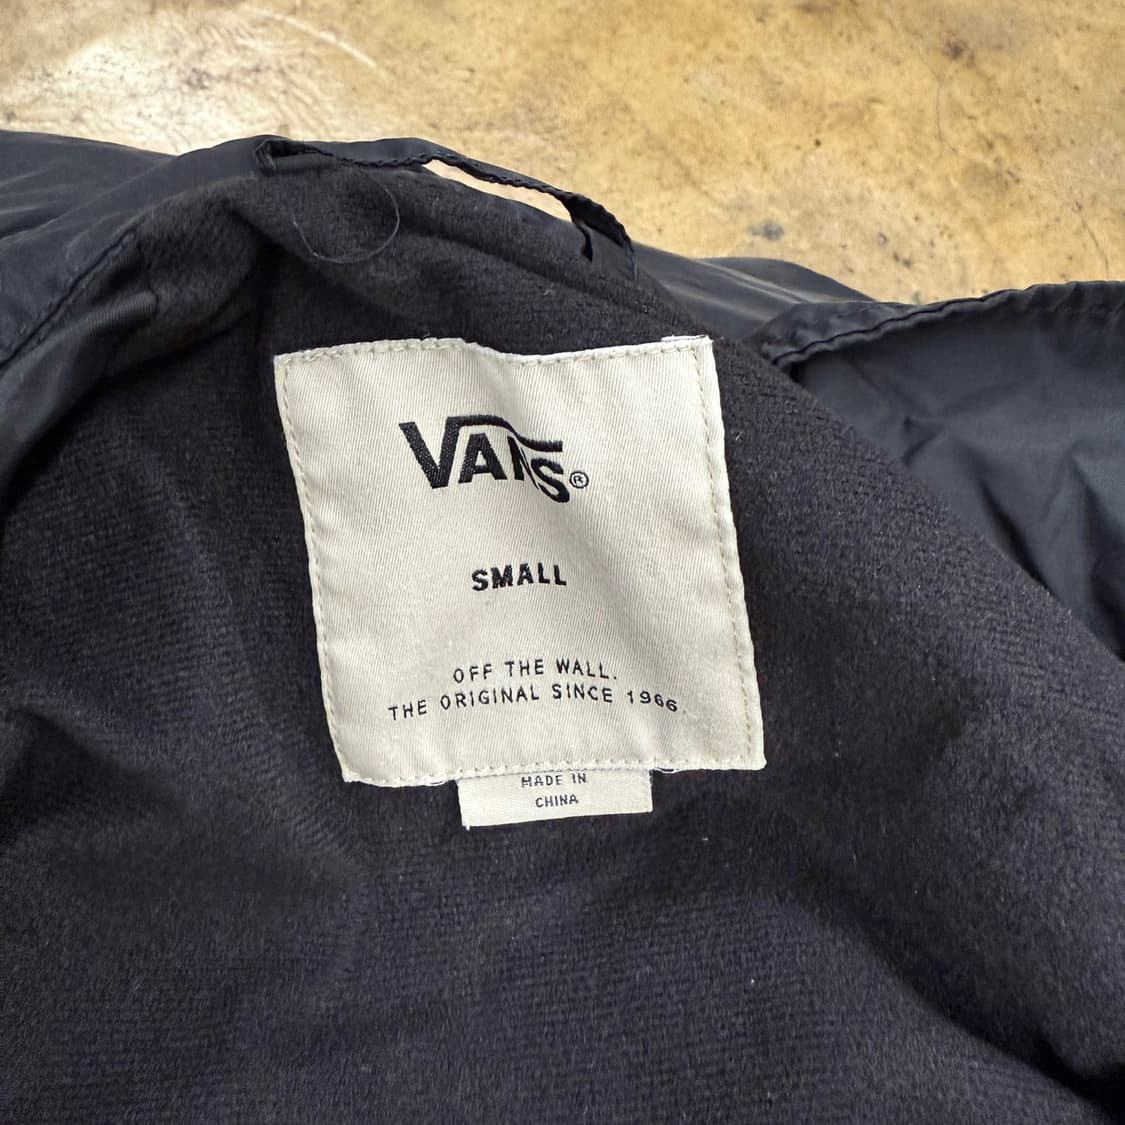 VANS®
SMALL
OFF THE WALL.
THE ORIGINAL SINCE 1966.
MADE IN
CHINA